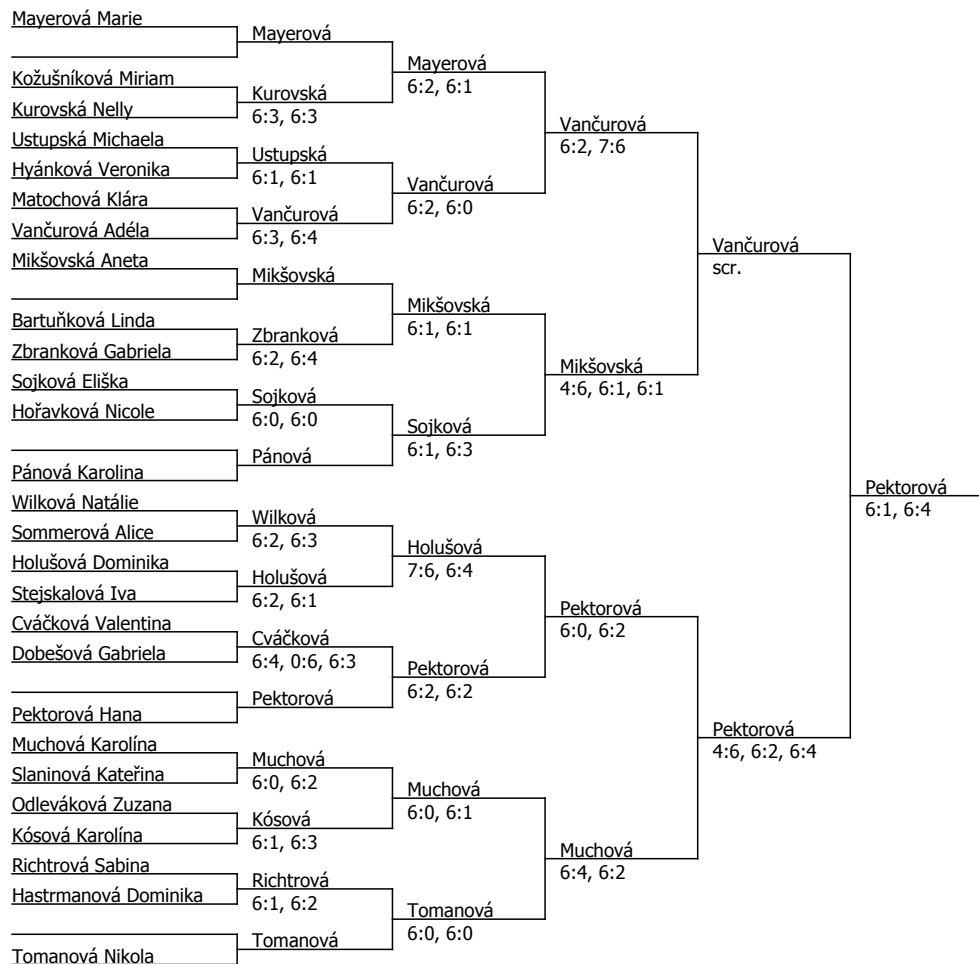 Mayerová Marie
Mayerová
Mayerová
6:2, 6:1
Kožušníková Miriam
Kurovská
Kurovská Nelly
6:3, 6:3
Vančurová
6:2, 7:6
Ustupská Michaela
Ustupská
Hyánková Veronika
6:1, 6:1
Vančurová
6:2, 6:0
Matochová Klára
Vančurová
Vančurová Adéla
6:3, 6:4
Vančurová
scr.
Mikšovská Aneta
Mikšovská
Mikšovská
6:1, 6:1
Bartuňková Linda
Zbranková
Zbranková Gabriela
6:2, 6:4
Mikšovská
4:6, 6:1, 6:1
Sojková Eliška
Sojková
Hořavková Nicole
6:0, 6:0
Sojková
6:1, 6:3
Pánová
Pánová Karolina
Pektorová
6:1, 6:4
Wilková Natálie
Wilková
Sommerová Alice
6:2, 6:3
Holušová
7:6, 6:4
Holušová Dominika
Holušová
Stejskalová Iva
6:2, 6:1
Pektorová
6:0, 6:2
Cváčková Valentina
Cváčková
Dobešová Gabriela
6:4, 0:6, 6:3
Pektorová
6:2, 6:2
Pektorová
Pektorová Hana
Pektorová
4:6, 6:2, 6:4
Muchová Karolína
Muchová
Slaninová Kateřina
6:0, 6:2
Muchová
6:0, 6:1
Odleváková Zuzana
Kósová
Kósová Karolína
6:1, 6:3
Muchová
6:4, 6:2
Richtrová Sabina
Richtrová
Hastrmanová Dominika
6:1, 6:2
Tomanová
6:0, 6:0
Tomanová
Tomanová Nikola